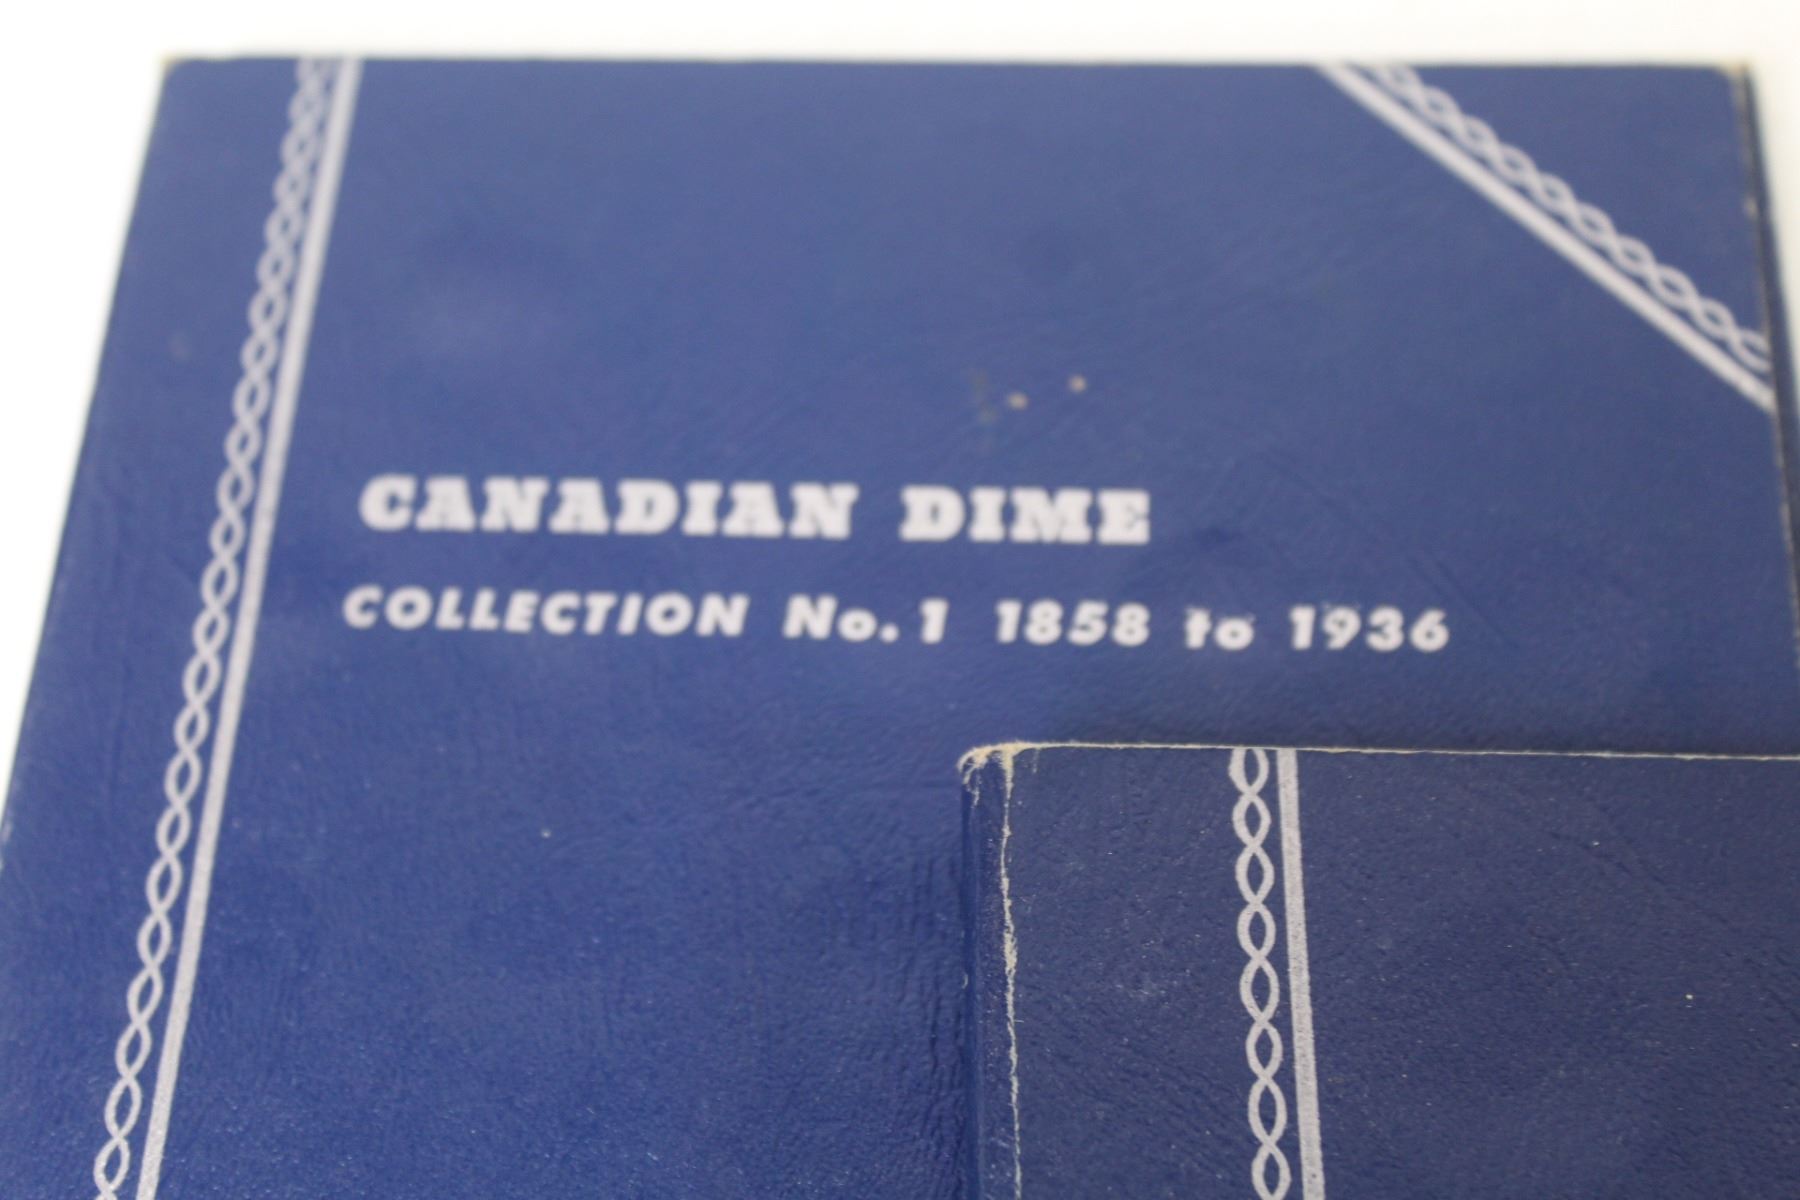 CANADIAN DIME
COLLECTION No. 1 1858 to 1936